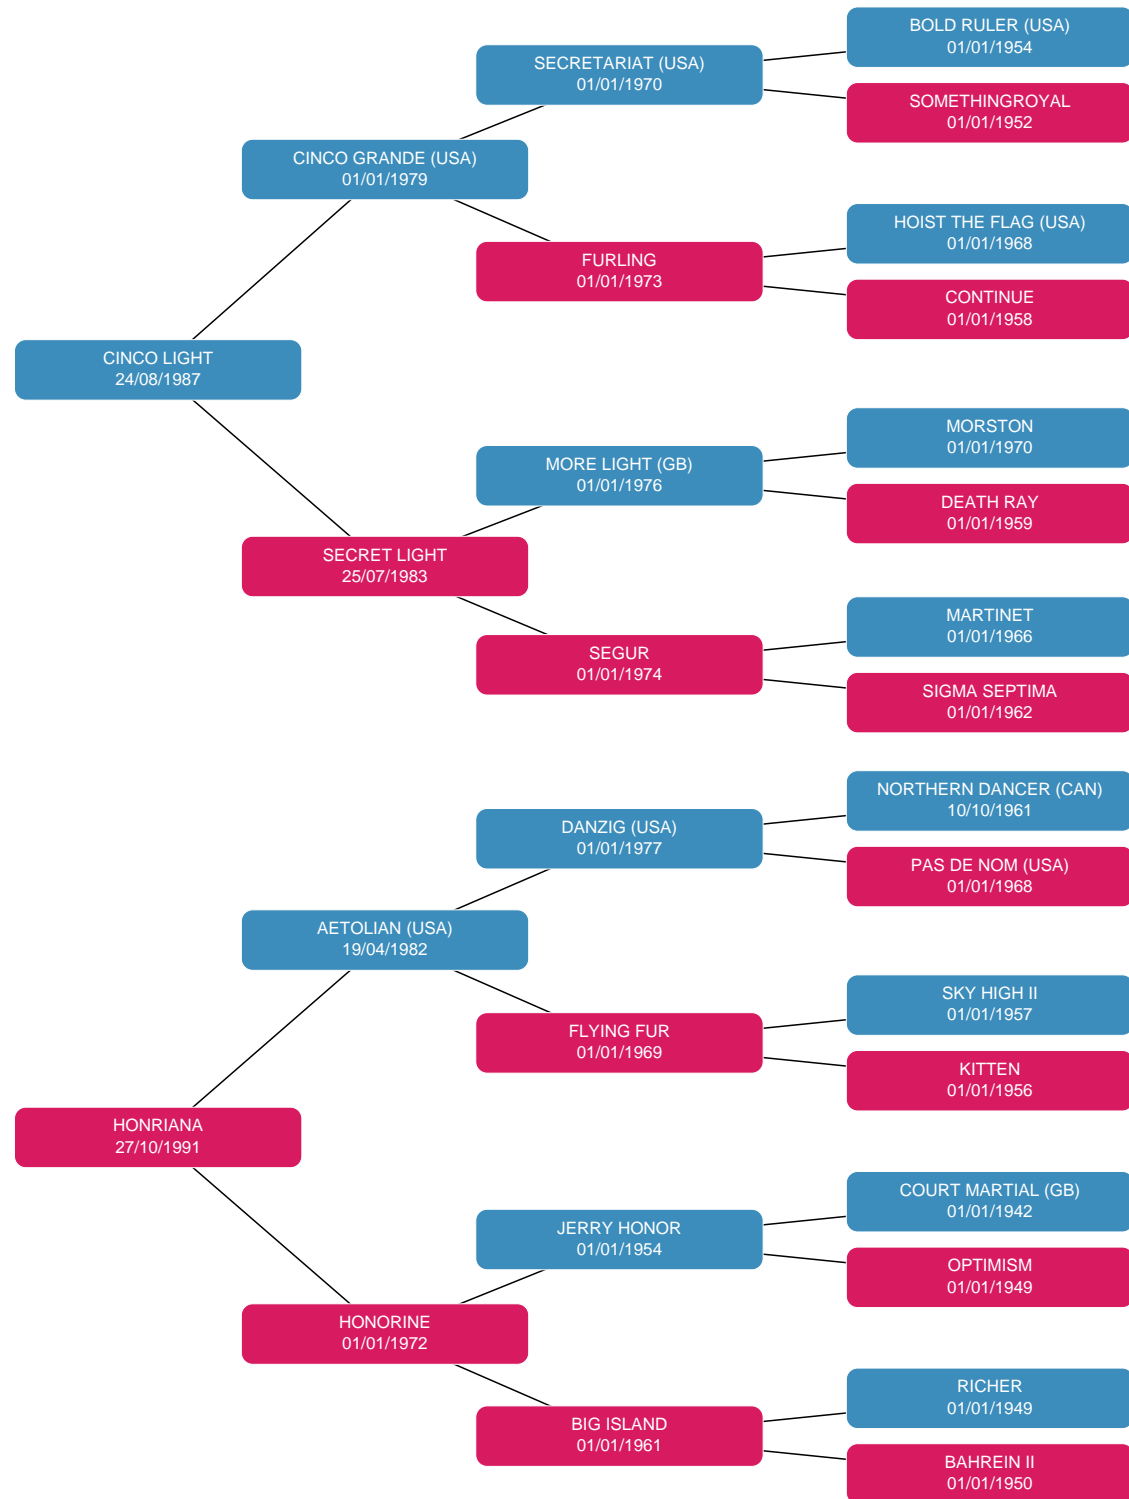 BOLD RULER (USA)
01/01/1954
SECRETARIAT (USA)
01/01/1970
SOMETHINGROYAL
01/01/1952
CINCO GRANDE (USA)
01/01/1979
HOIST THE FLAG (USA)
01/01/1968
FURLING
01/01/1973
CONTINUE
01/01/1958
CINCO LIGHT
24/08/1987
MORSTON
01/01/1970
MORE LIGHT (GB)
01/01/1976
DEATH RAY
01/01/1959
SECRET LIGHT
25/07/1983
MARTINET
01/01/1966
SEGUR
01/01/1974
SIGMA SEPTIMA
01/01/1962
NORTHERN DANCER (CAN)
10/10/1961
DANZIG (USA)
01/01/1977
PAS DE NOM (USA)
01/01/1968
AETOLIAN (USA)
19/04/1982
SKY HIGH II
01/01/1957
FLYING FUR
01/01/1969
KITTEN
01/01/1956
HONRIANA
27/10/1991
COURT MARTIAL (GB)
01/01/1942
JERRY HONOR
01/01/1954
OPTIMISM
01/01/1949
HONORINE
01/01/1972
RICHER
01/01/1949
BIG ISLAND
01/01/1961
BAHREIN II
01/01/1950